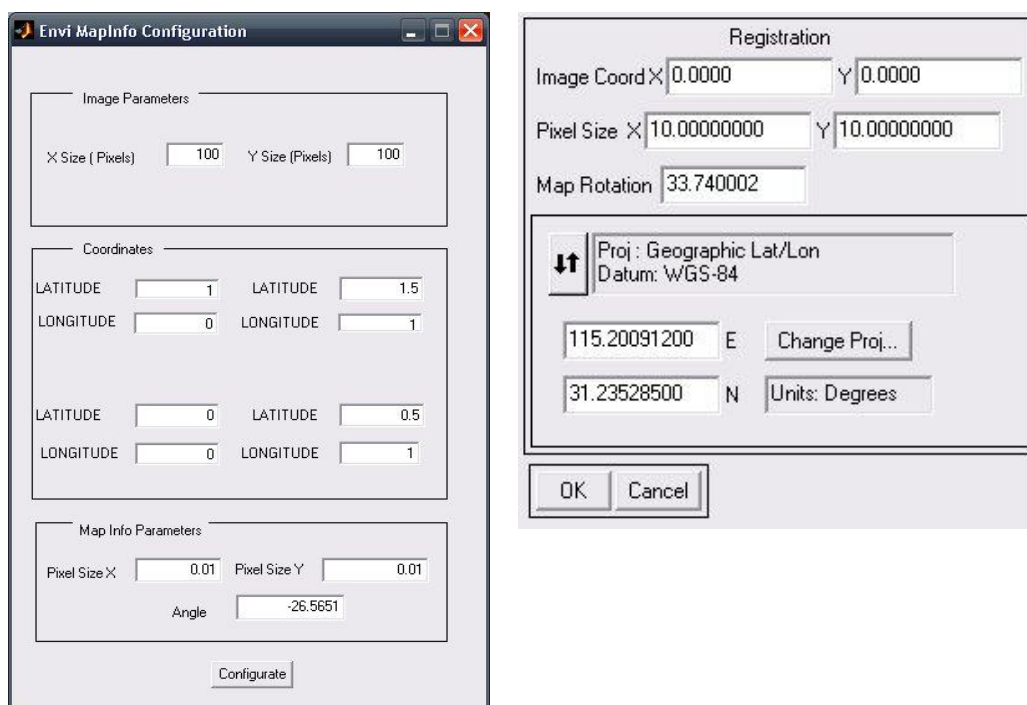 Envi MapInfo Configuration
Image Parameters
X Size ( Pixels) 100 Y Size (Pixels) 100
Coordinates
LATITUDE 1 LATITUDE 1.5
LONGITUDE 0 LONGITUDE 1
LATITUDE 0 LATITUDE 0.5
LONGITUDE 0 LONGITUDE 1
Map Info Parameters
Pixel Size X 0.01 Pixel Size Y 0.01
Angle -26.5651
Configurate
Registration
Image Coord X 0.0000 Y 0.0000
Pixel Size X 10.00000000 Y 10.00000000
Map Rotation 33.740002
Proj : Geographic Lat/Lon
Datum: WGS-84
115.20091200 E Change Proj...
31.23528500 N Units: Degrees
OK Cancel